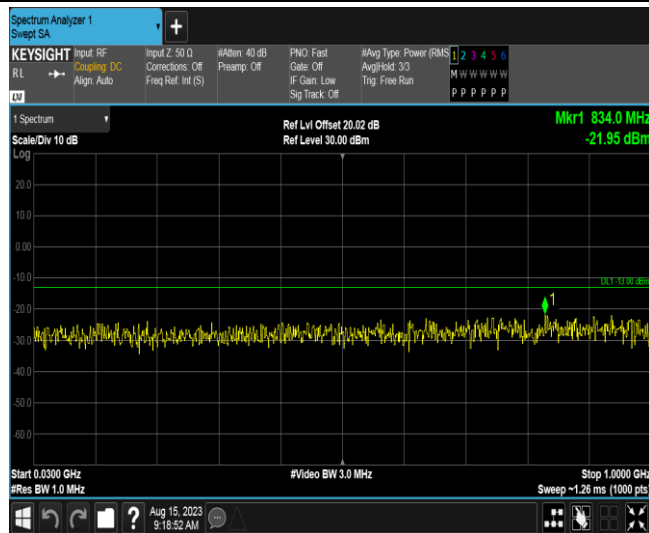 Spectrum Analyzer 1
Swept SA
+
KEYSIGHT
RL
LXI
Input: RF
Coupling: DC
Align: Auto
Input Z: 50 Ω
Corrections: Off
Freq Ref: Int (S)
#Atten: 40 dB
Preamp: Off
PNO: Fast
Gate: Off
IF Gain: Low
Sig Track: Off
#Avg Type: Power (RMS
Avg|Hold: 3/3
Trig: Free Run
1 2 3 4 5 6
M W W W W W
P P P P P P
1 Spectrum
Scale/Div 10 dB
Log
Ref Lvl Offset 20.02 dB
Ref Level 30.00 dBm
Mkr1 834.0 MHz
-21.95 dBm
20.0
10.0
0.00
-10.0
-20.0
-30.0
-40.0
-50.0
-60.0
DL1 -13.00 dBm
1
Start 0.0300 GHz
#Res BW 1.0 MHz
#Video BW 3.0 MHz
Stop 1.0000 GHz
Sweep ~1.26 ms (1000 pts)
?
Aug 15, 2023
9:18:52 AM